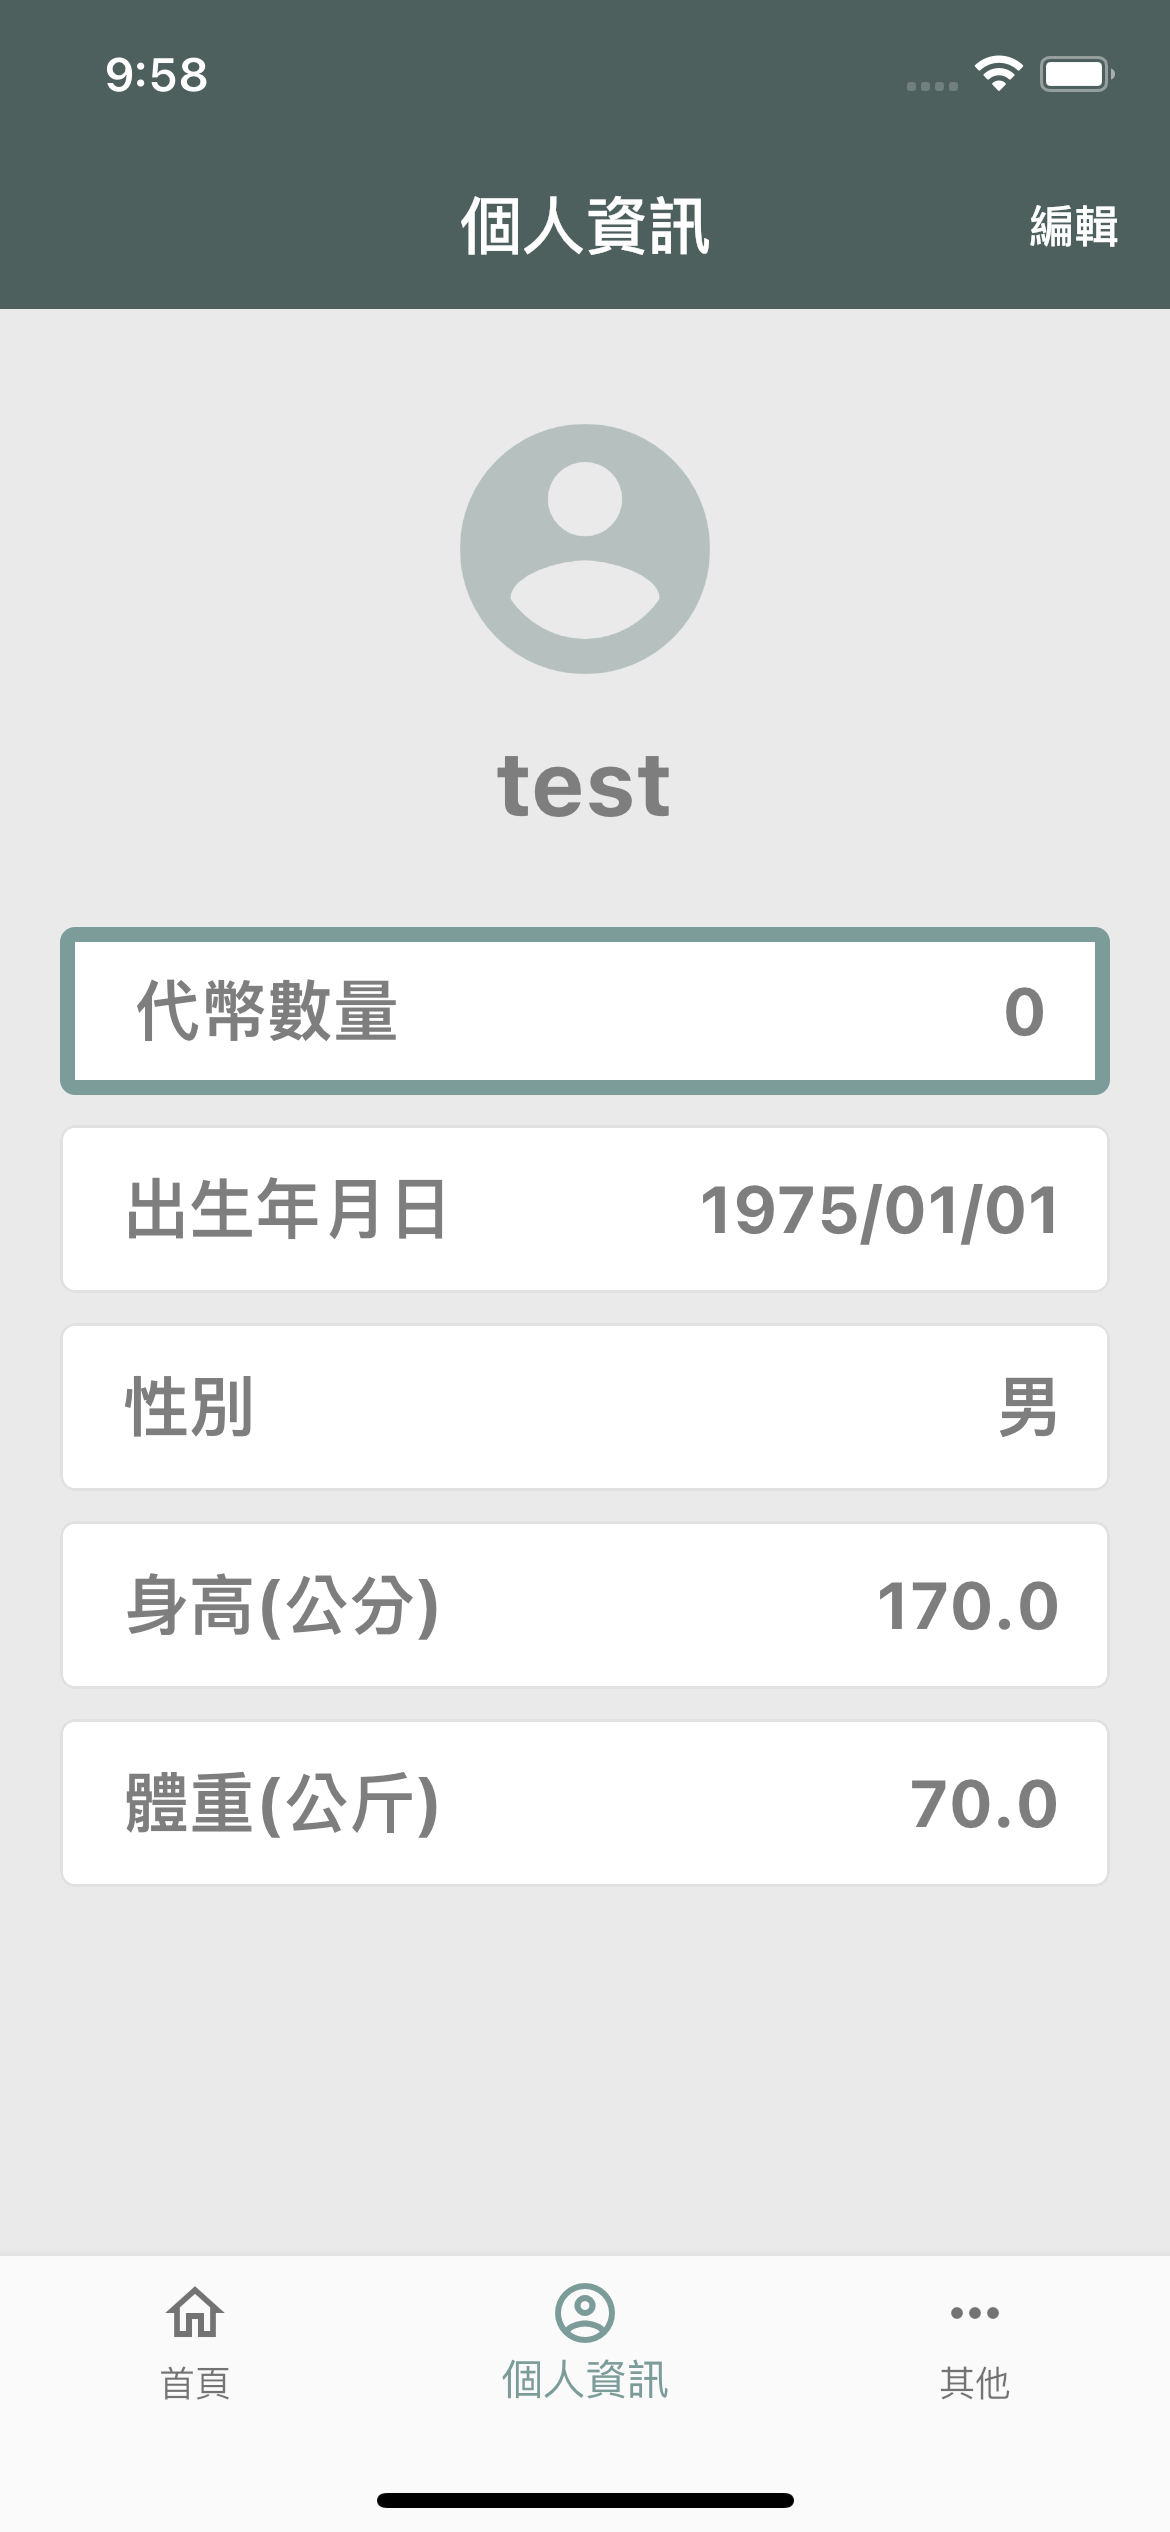 9:58
個人資訊
編輯
test
代幣數量 0
出生年月日 1975/01/01
性別 男
身高(公分) 170.0
體重(公斤) 70.0
首頁 個人資訊 其他